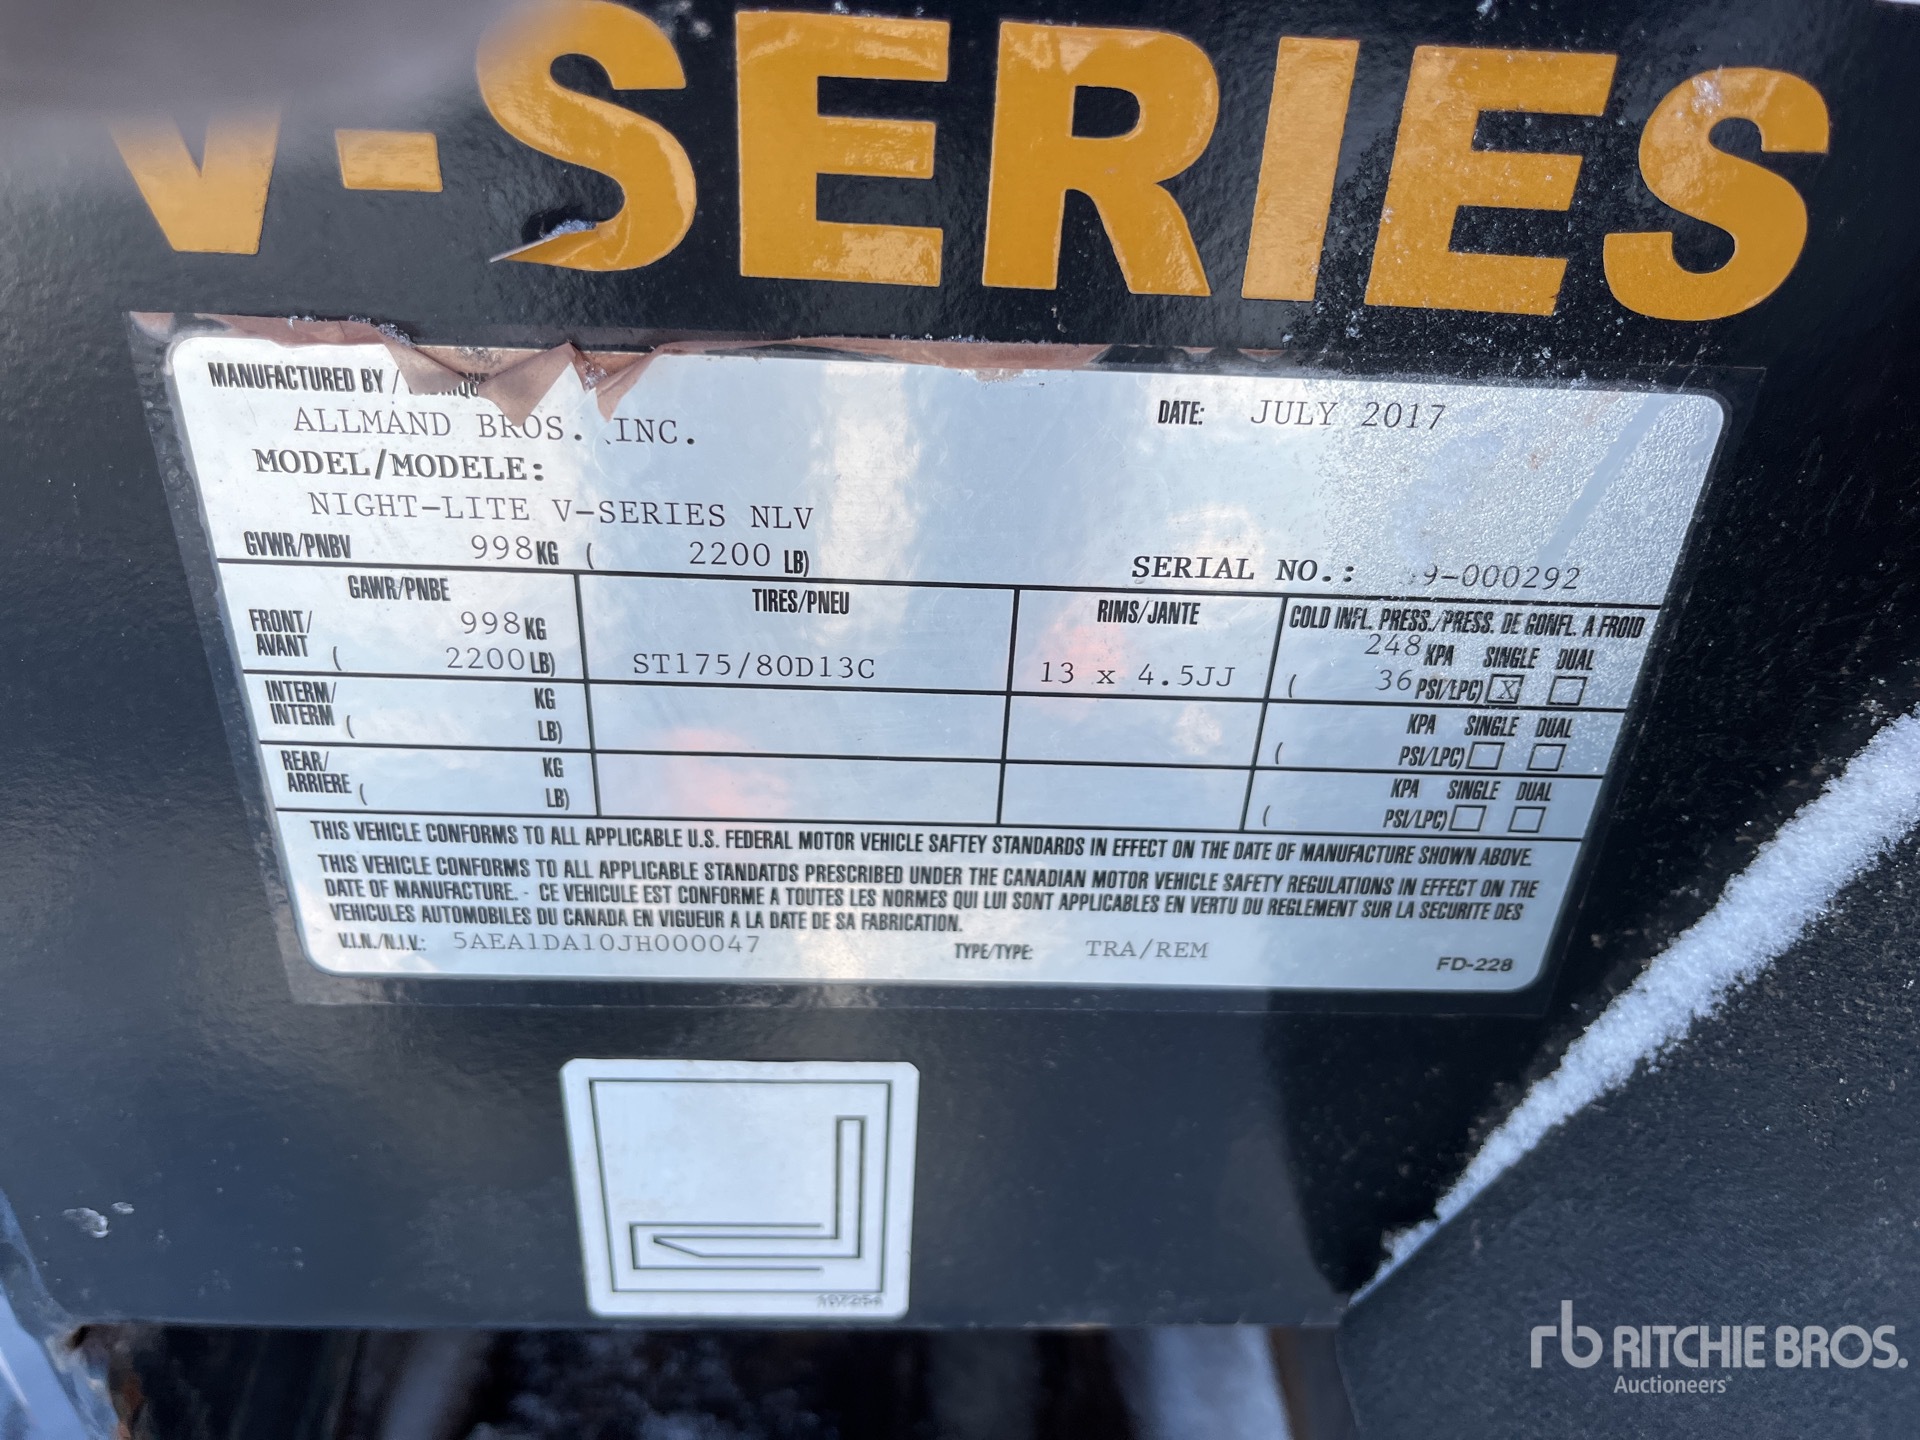 V-SERIES
MANUFACTURED BY /
ALLMAND BROS. INC.
DATE: JULY 2017
MODEL/MODELE:
NIGHT-LITE V-SERIES NLV
GVWR/PNBV 998 KG ( 2200 LB)
SERIAL NO.: 9-000292
GAWR/PNBE TIRES/PNEU RIMS/JANTE COLD INFL. PRESS./PRESS. DE GONFL. A FROID
FRONT/ 998 KG 248 KPA SINGLE DUAL
AVANT ( 2200 LB) ST175/80D13C 13 x 4.5JJ ( 36 PSI/LPC) X
INTERM/ KG KPA SINGLE DUAL
INTERM ( LB) ( PSI/LPC)
REAR/ KG KPA SINGLE DUAL
ARRIERE ( LB) ( PSI/LPC)
THIS VEHICLE CONFORMS TO ALL APPLICABLE U.S. FEDERAL MOTOR VEHICLE SAFTEY STANDARDS IN EFFECT ON THE DATE OF MANUFACTURE SHOWN ABOVE.
THIS VEHICLE CONFORMS TO ALL APPLICABLE STANDATDS PRESCRIBED UNDER THE CANADIAN MOTOR VEHICLE SAFETY REGULATIONS IN EFFECT ON THE
DATE OF MANUFACTURE. - CE VEHICULE EST CONFORME A TOUTES LES NORMES QUI LUI SONT APPLICABLES EN VERTU DU REGLEMENT SUR LA SECURITE DES
VEHICULES AUTOMOBILES DU CANADA EN VIGUEUR A LA DATE DE SA FABRICATION.
V.I.N./N.I.V.: 5AEA1DA10JH000047 TYPE/TYPE: TRA/REM
FD-228
rb RITCHIE BROS.
Auctioneers